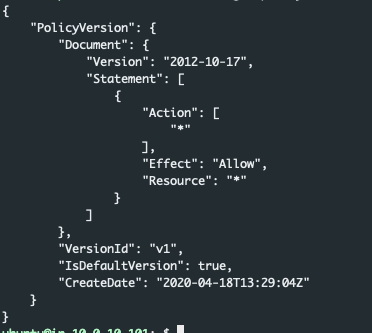 {
    "PolicyVersion": {
        "Document": {
            "Version": "2012-10-17",
            "Statement": [
                {
                    "Action": [
                        "*"
                    ],
                    "Effect": "Allow",
                    "Resource": "*"
                }
            ]
        },
        "VersionId": "v1",
        "IsDefaultVersion": true,
        "CreateDate": "2020-04-18T13:29:04Z"
    }
}
ubuntu@ip-10-0-10-101:~$